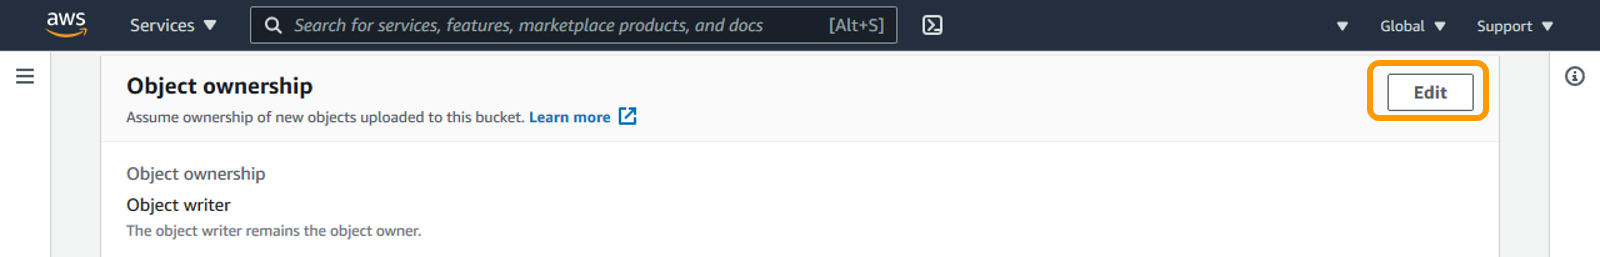 aws Services Search for services, features, marketplace products, and docs [Alt+S] Global Support
Object ownership
Edit
Assume ownership of new objects uploaded to this bucket. Learn more
Object ownership
Object writer
The object writer remains the object owner.